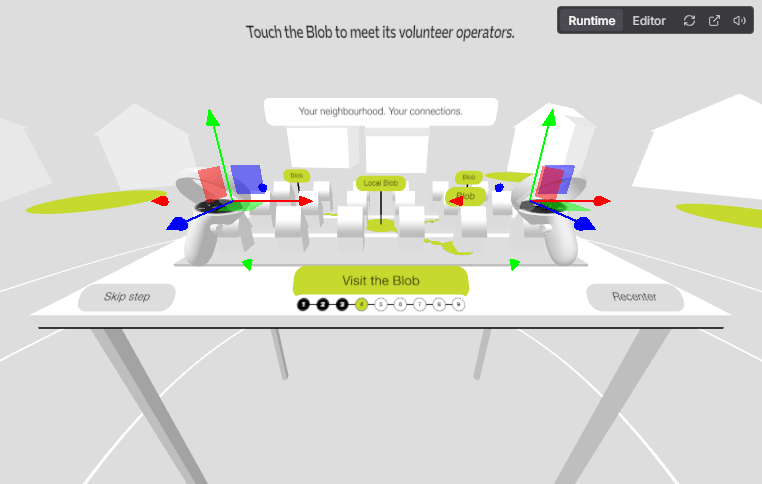 Runtime Editor
Touch the Blob to meet its volunteer operators.
Your neighbourhood. Your connections.
Blob
Local Blob
Blob
Blob
Visit the Blob
Skip step
1 2 3 4 5 6 7 8 9
Recenter